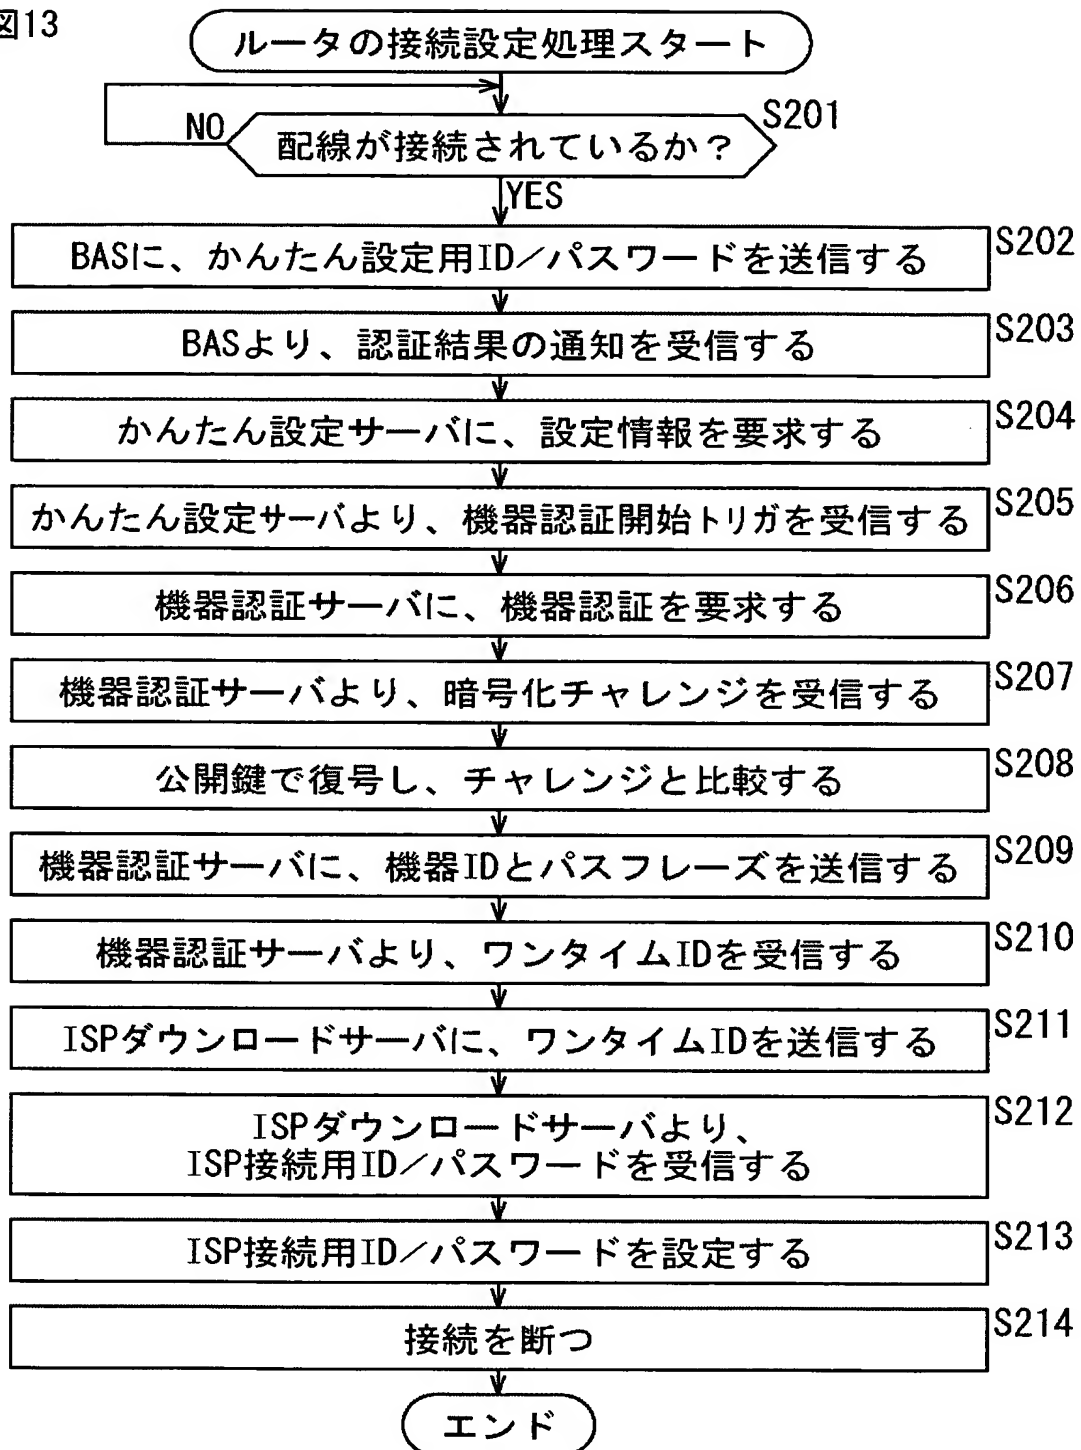 図13
ルータの接続設定処理スタート
NO
配線が接続されているか？
S201
YES
BASに、かんたん設定用ID／パスワードを送信する
S202
BASより、認証結果の通知を受信する
S203
かんたん設定サーバに、設定情報を要求する
S204
かんたん設定サーバより、機器認証開始トリガを受信する
S205
機器認証サーバに、機器認証を要求する
S206
機器認証サーバより、暗号化チャレンジを受信する
S207
公開鍵で復号し、チャレンジと比較する
S208
機器認証サーバに、機器IDとパスフレーズを送信する
S209
機器認証サーバより、ワンタイムIDを受信する
S210
ISPダウンロードサーバに、ワンタイムIDを送信する
S211
ISPダウンロードサーバより、
ISP接続用ID／パスワードを受信する
S212
ISP接続用ID／パスワードを設定する
S213
接続を断つ
S214
エンド